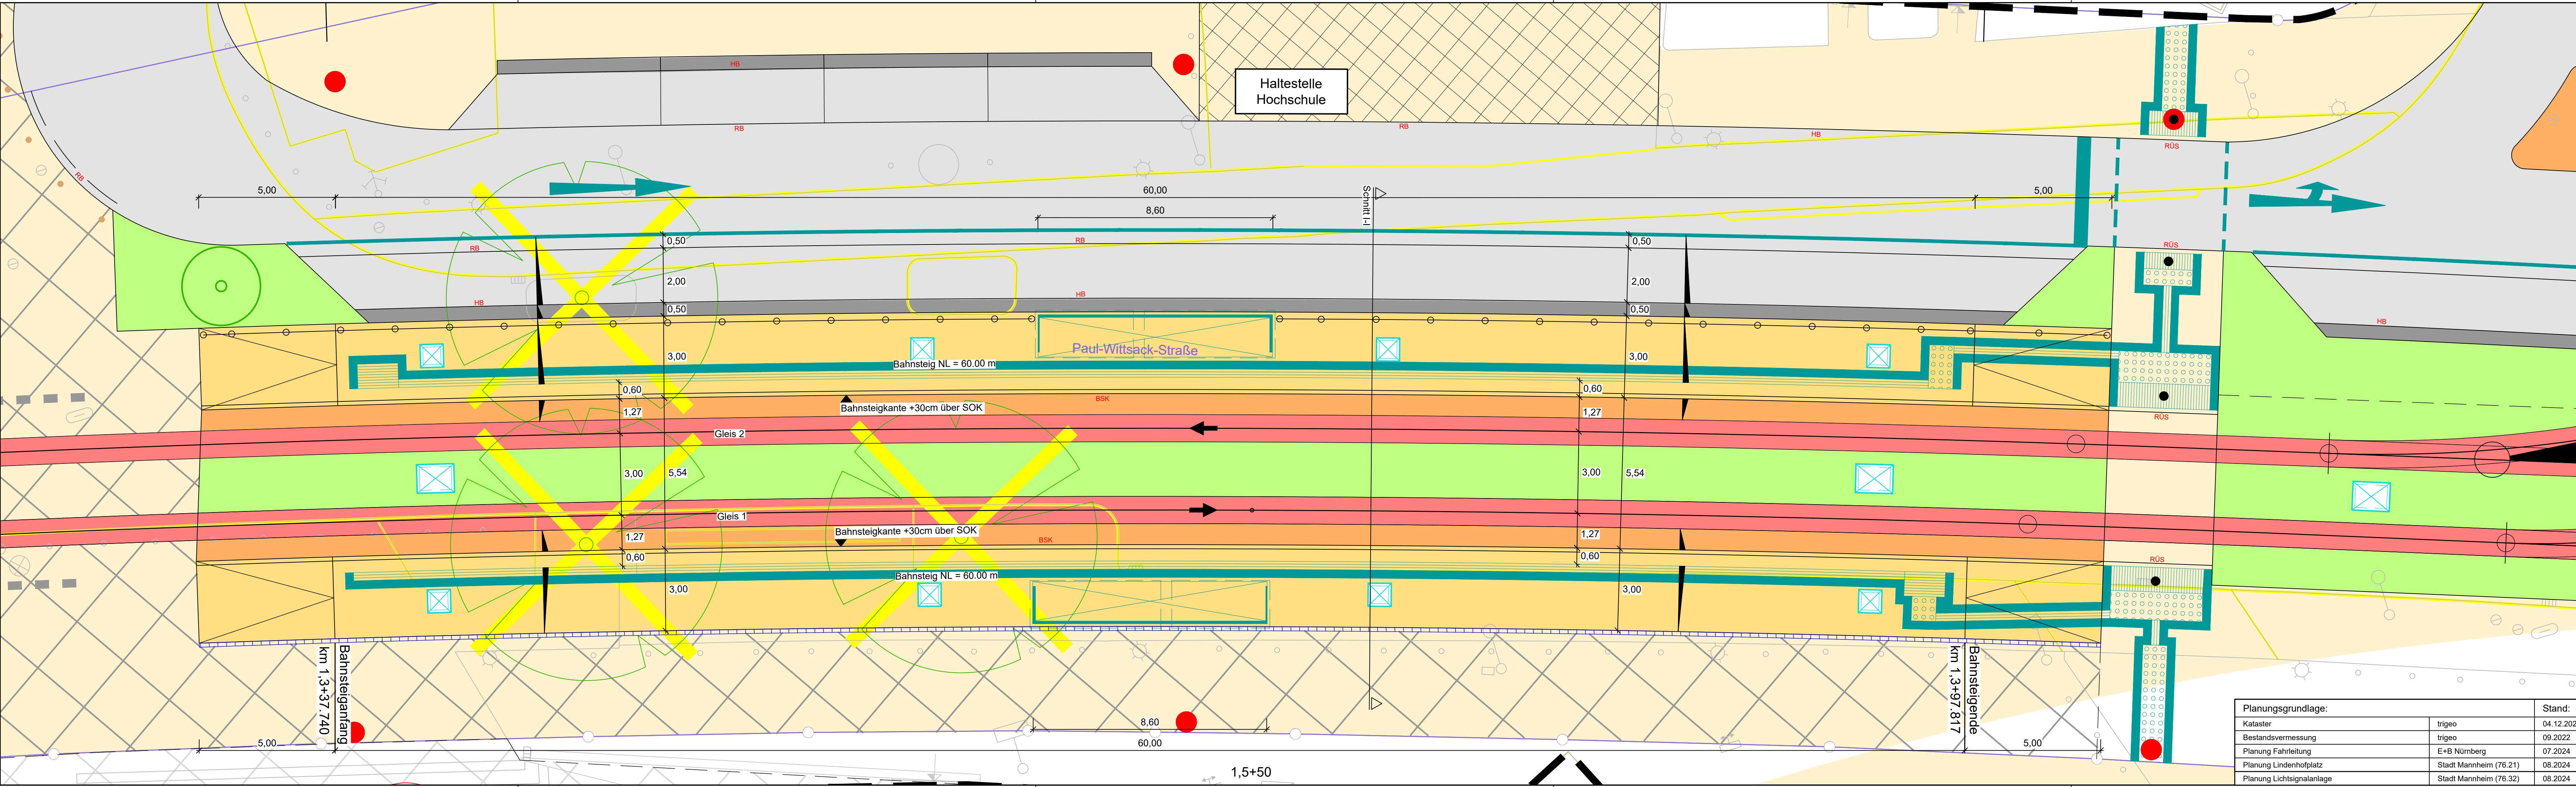 HB
Haltestelle
Hochschule
RB
RB
HB
RÜS
RB
5,00
60,00
5,00
Schnitt I-I
8,60
0,50
RB
RB
0,50
RÜS
2,00
2,00
HB
HB
0,50
0,50
HB
Paul-Wittsack-Straße
3,00
3,00
Bahnsteig NL = 60.00 m
0,60
0,60
BSK
Bahnsteigkante +30cm über SOK
1,27
1,27
RÜS
Gleis 2
3,00
5,54
3,00
5,54
Gleis 1
Bahnsteigkante +30cm über SOK
1,27
BSK
1,27
0,60
0,60
RÜS
Bahnsteig NL = 60.00 m
3,00
3,00
Bahnsteiganfang
km 1,3+37.740
Bahnsteigende
km 1,3+97.817
8,60
5,00
60,00
5,00
1,5+50
Planungsgrundlage: Stand:
Kataster trigeo 04.12.202
Bestandsvermessung trigeo 09.2022
Planung Fahrleitung E+B Nürnberg 07.2024
Planung Lindenhofplatz Stadt Mannheim (76.21) 08.2024
Planung Lichtsignalanlage Stadt Mannheim (76.32) 08.2024